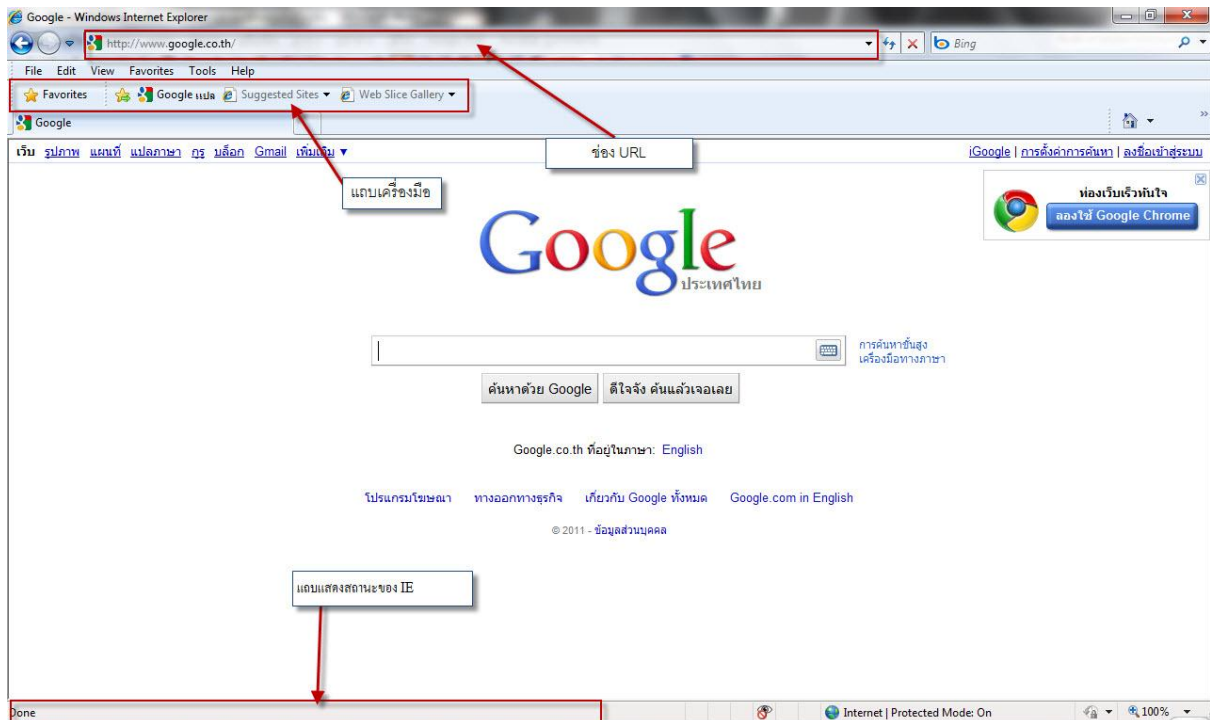 Google - Windows Internet Explorer
http://www.google.co.th/
Bing
File Edit View Favorites Tools Help
Favorites Google แปล Suggested Sites Web Slice Gallery
Google
เว็บ รูปภาพ แผนที่ แปลภาษา กูรู บล็อก Gmail เพิ่มเติม ▼
iGoogle | การตั้งค่าการค้นหา | ลงชื่อเข้าสู่ระบบ
ช่อง URL
แถบเครื่องมือ
ท่องเว็บเร็วทันใจ
ลองใช้ Google Chrome
Google
ประเทศไทย
การค้นหาขั้นสูง
เครื่องมือทางภาษา
ค้นหาด้วย Google ดีใจจัง ค้นแล้วเจอเลย
Google.co.th ที่อยู่ในภาษา: English
โปรแกรมโฆษณา ทางออกทางธุรกิจ เกี่ยวกับ Google ทั้งหมด Google.com in English
© 2011 - ข้อมูลส่วนบุคคล
แถบแสดงสถานะของ IE
Done
Internet | Protected Mode: On
100%